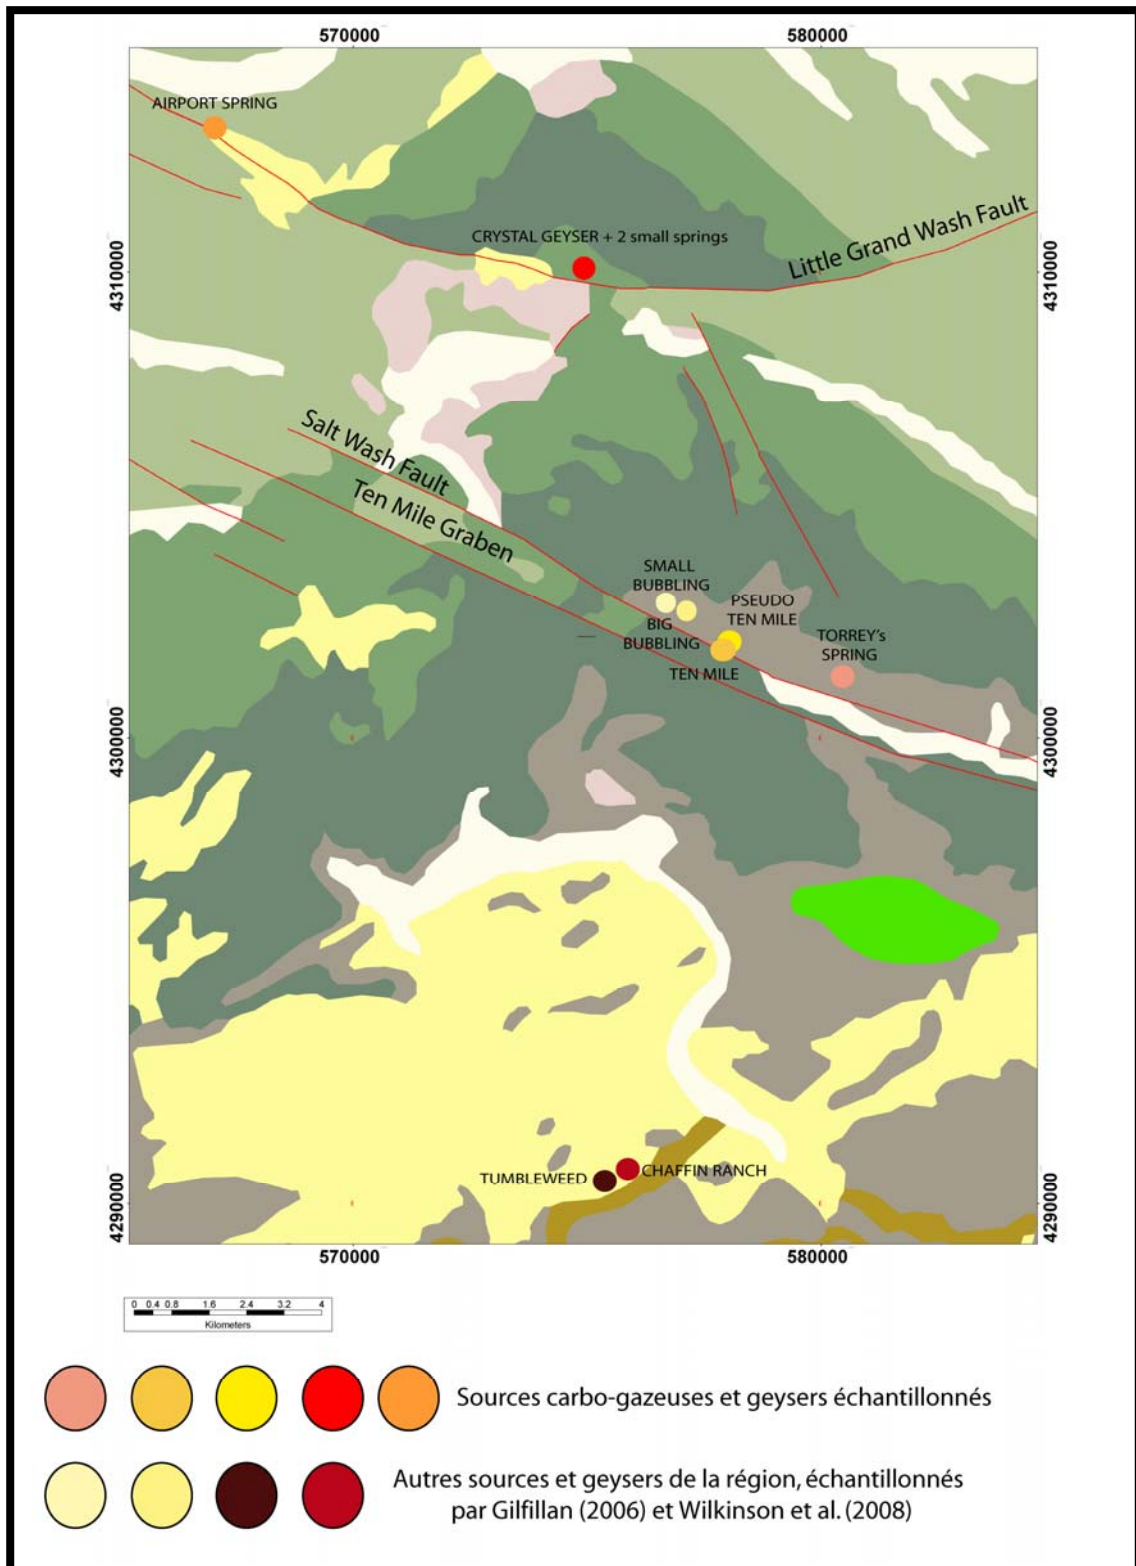 570000 580000
AIRPORT SPRING
CRYSTAL GEYSER + 2 small springs
Little Grand Wash Fault
4310000
4310000
Salt Wash Fault
Ten Mile Graben
SMALL
BUBBLING
BIG
BUBBLING
PSEUDO
TEN MILE
TEN MILE
TORREY's
SPRING
4300000
4300000
TUMBLEWEED
CHAFFIN RANCH
4290000
4290000
570000 580000
0 0.4 0.8 1.6 2.4 3.2 4
Kilometers
Sources carbo-gazeuses et geysers échantillonnés
Autres sources et geysers de la région, échantillonnés
par Gilfillan (2006) et Wilkinson et al. (2008)